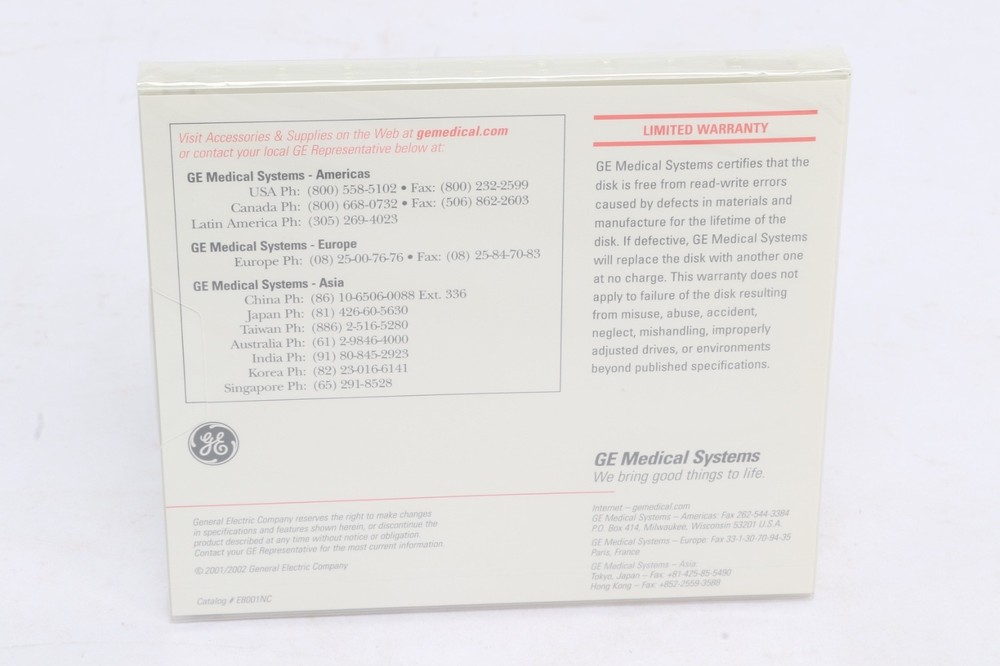 Visit Accessories & Supplies on the Web at gemedical.com
or contact your local GE Representative below at:
GE Medical Systems - Americas
USA Ph: (800) 558-5102 • Fax: (800) 232-2599
Canada Ph: (800) 668-0732 • Fax: (506) 862-2603
Latin America Ph: (305) 269-4023
GE Medical Systems - Europe
Europe Ph: (08) 25-00-76-76 • Fax: (08) 25-84-70-83
GE Medical Systems - Asia
China Ph: (86) 10-6506-0088 Ext. 336
Japan Ph: (81) 426-60-5630
Taiwan Ph: (886) 2-516-5280
Australia Ph: (61) 2-9846-4000
India Ph: (91) 80-845-2923
Korea Ph: (82) 23-016-6141
Singapore Ph: (65) 291-8528
GE
General Electric Company reserves the right to make changes
in specifications and features shown herein, or discontinue the
product described at any time without notice or obligation.
Contact your GE Representative for the most current information.
© 2001/2002 General Electric Company
Catalog # E8001NC
LIMITED WARRANTY
GE Medical Systems certifies that the
disk is free from read-write errors
caused by defects in materials and
manufacture for the lifetime of the
disk. If defective, GE Medical Systems
will replace the disk with another one
at no charge. This warranty does not
apply to failure of the disk resulting
from misuse, abuse, accident,
neglect, mishandling, improperly
adjusted drives, or environments
beyond published specifications.
GE Medical Systems
We bring good things to life.
Internet – gemedical.com
GE Medical Systems – Americas: Fax 262-544-3384
P.O. Box 414, Milwaukee, Wisconsin 53201 U.S.A.
GE Medical Systems – Europe: Fax 33-1-30-70-94-35
Paris, France
GE Medical Systems – Asia:
Tokyo, Japan – Fax: +81-425-85-5490
Hong Kong – Fax: +852-2559-3588